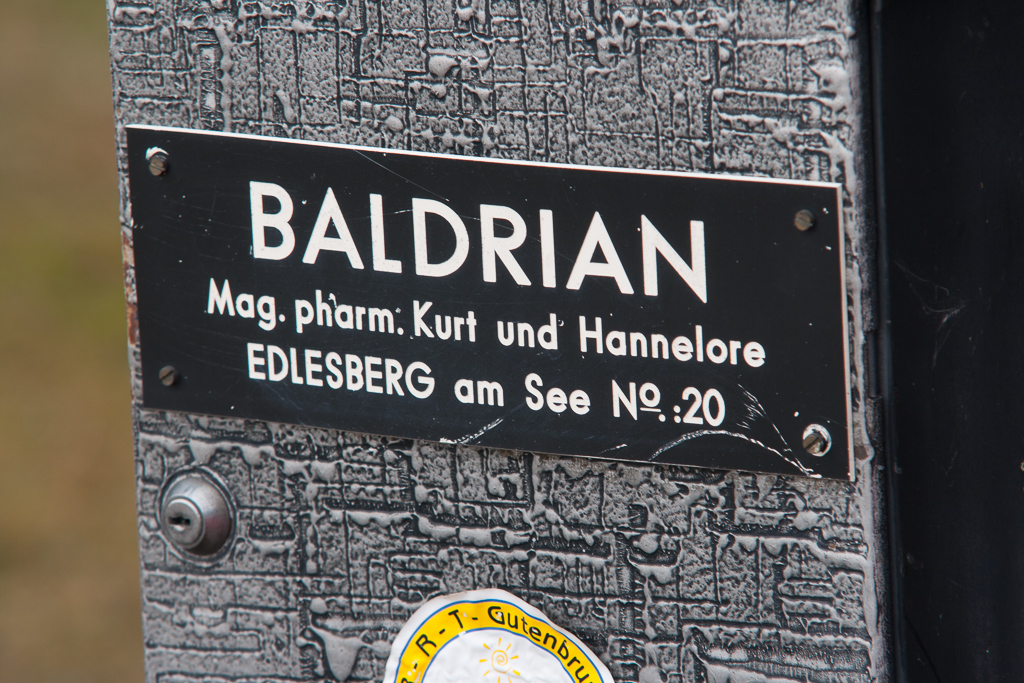 BALDRIAN
Mag. pharm. Kurt und Hannelore
EDLESBERG am See Nº.:20
R - T - Gutenbru